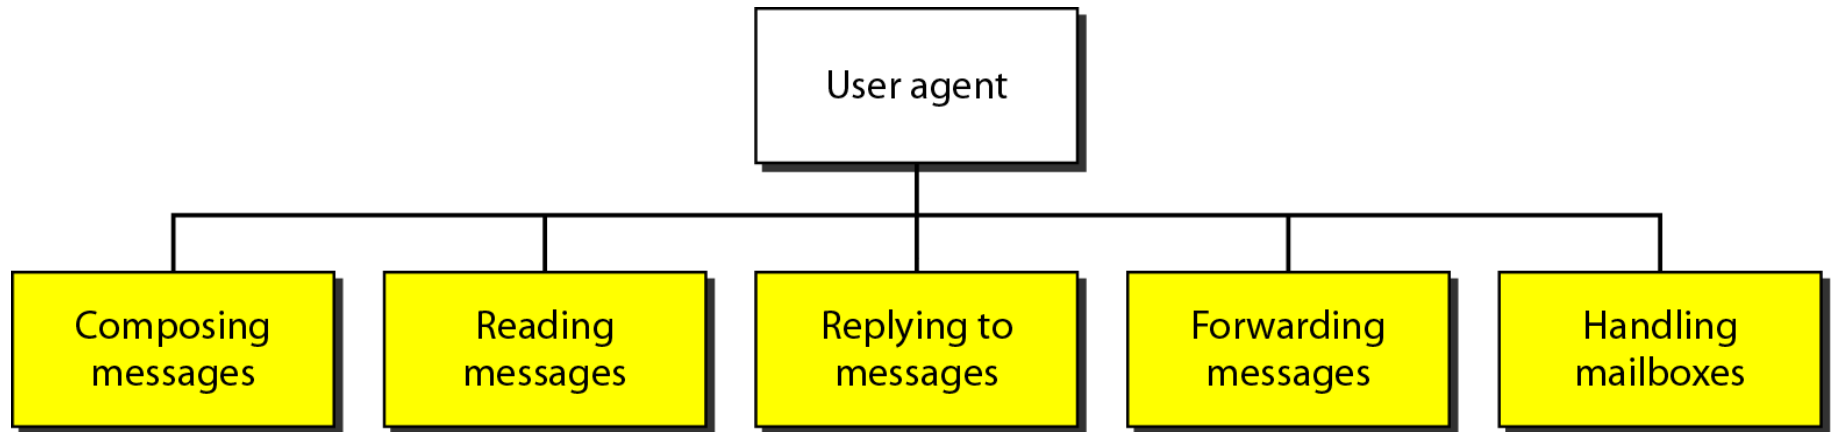 User agent
Composing
messages
Reading
messages
Replying to
messages
Forwarding
messages
Handling
mailboxes